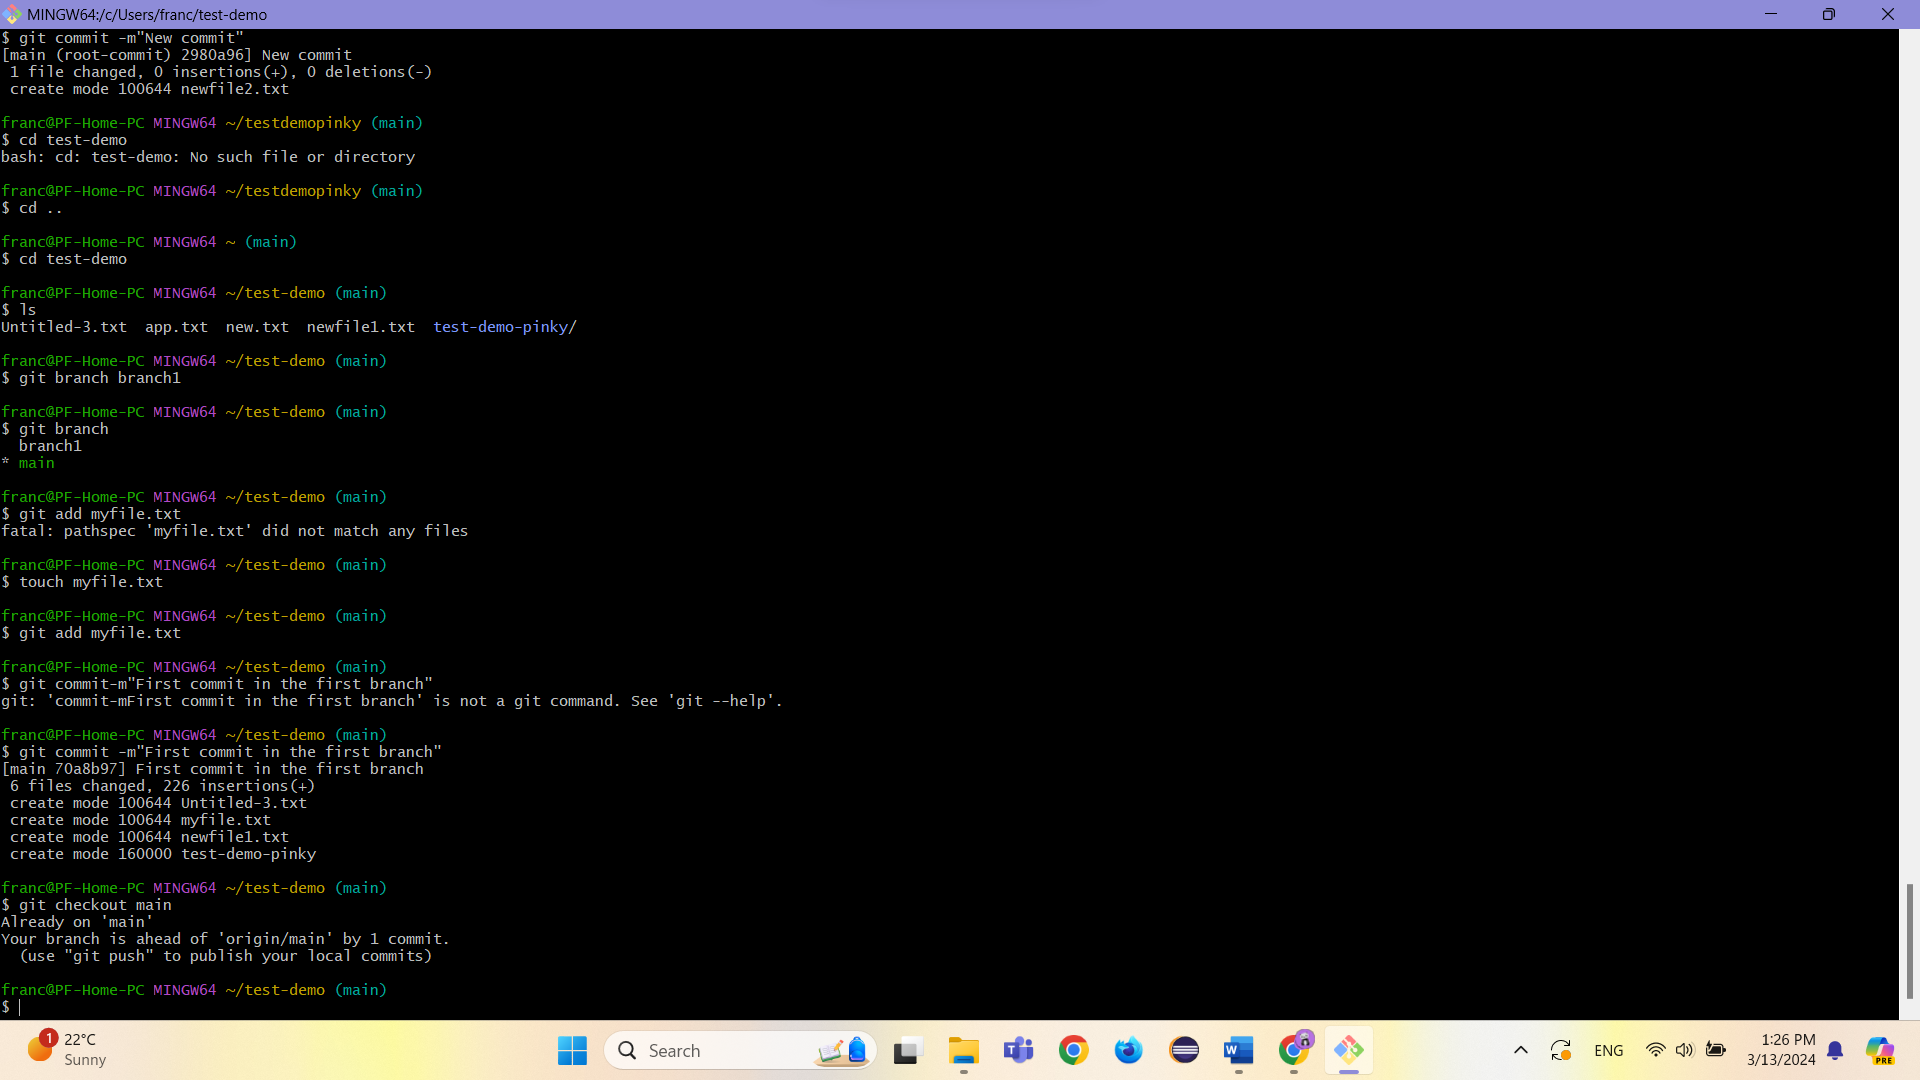 MINGW64:/c/Users/franc/test-demo
$ git commit -m"New commit"
[main (root-commit) 2980a96] New commit
 1 file changed, 0 insertions(+), 0 deletions(-)
 create mode 100644 newfile2.txt

franc@PF-Home-PC MINGW64 ~/testdemopinky (main)
$ cd test-demo
bash: cd: test-demo: No such file or directory

franc@PF-Home-PC MINGW64 ~/testdemopinky (main)
$ cd ..

franc@PF-Home-PC MINGW64 ~ (main)
$ cd test-demo

franc@PF-Home-PC MINGW64 ~/test-demo (main)
$ ls
Untitled-3.txt  app.txt  new.txt  newfile1.txt  test-demo-pinky/

franc@PF-Home-PC MINGW64 ~/test-demo (main)
$ git branch branch1

franc@PF-Home-PC MINGW64 ~/test-demo (main)
$ git branch
  branch1
* main

franc@PF-Home-PC MINGW64 ~/test-demo (main)
$ git add myfile.txt
fatal: pathspec 'myfile.txt' did not match any files

franc@PF-Home-PC MINGW64 ~/test-demo (main)
$ touch myfile.txt

franc@PF-Home-PC MINGW64 ~/test-demo (main)
$ git add myfile.txt

franc@PF-Home-PC MINGW64 ~/test-demo (main)
$ git commit-m"First commit in the first branch"
git: 'commit-mFirst commit in the first branch' is not a git command. See 'git --help'.

franc@PF-Home-PC MINGW64 ~/test-demo (main)
$ git commit -m"First commit in the first branch"
[main 70a8b97] First commit in the first branch
 6 files changed, 226 insertions(+)
 create mode 100644 Untitled-3.txt
 create mode 100644 myfile.txt
 create mode 100644 newfile1.txt
 create mode 160000 test-demo-pinky

franc@PF-Home-PC MINGW64 ~/test-demo (main)
$ git checkout main
Already on 'main'
Your branch is ahead of 'origin/main' by 1 commit.
  (use "git push" to publish your local commits)

franc@PF-Home-PC MINGW64 ~/test-demo (main)
$
1
22°C
Sunny
Search
ENG
1:26 PM
3/13/2024
PRE